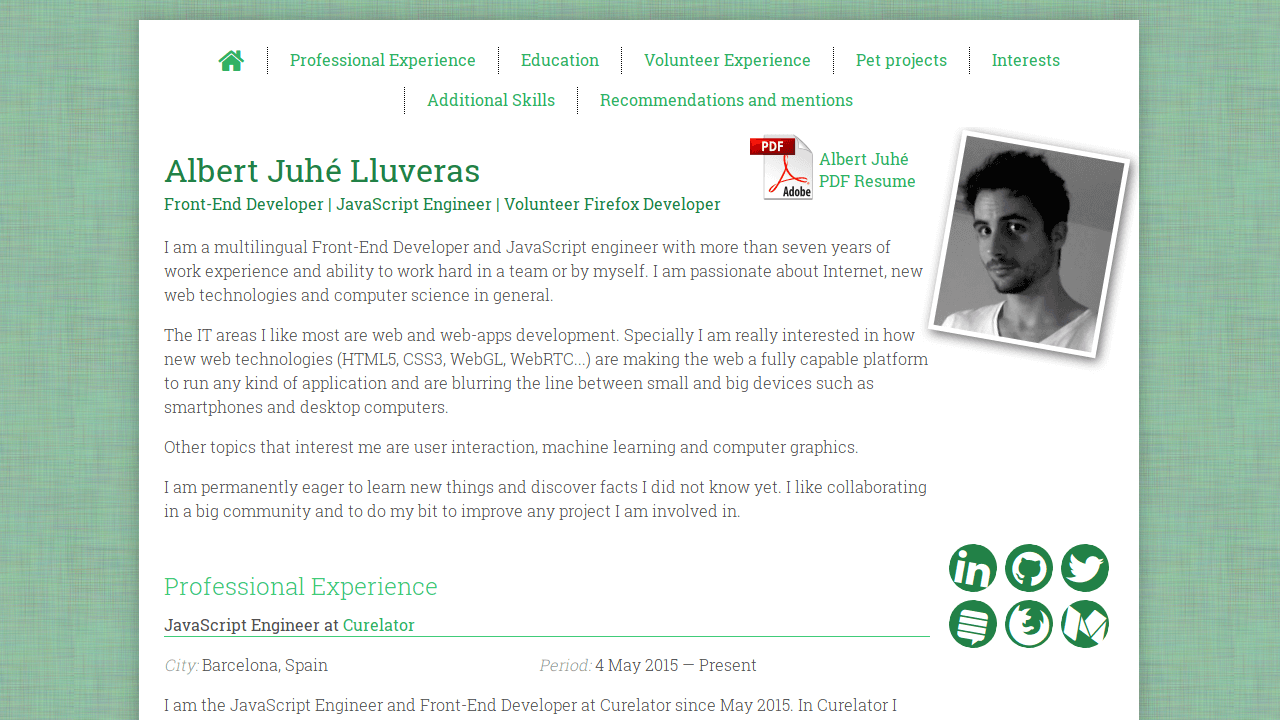 Professional Experience
Education
Volunteer Experience
Pet projects
Interests
Additional Skills
Recommendations and mentions
PDF
Adobe
Albert Juhé
PDF Resume
Albert Juhé Lluveras
Front-End Developer | JavaScript Engineer | Volunteer Firefox Developer
I am a multilingual Front-End Developer and JavaScript engineer with more than seven years of
work experience and ability to work hard in a team or by myself. I am passionate about Internet, new
web technologies and computer science in general.
The IT areas I like most are web and web-apps development. Specially I am really interested in how
new web technologies (HTML5, CSS3, WebGL, WebRTC...) are making the web a fully capable platform
to run any kind of application and are blurring the line between small and big devices such as
smartphones and desktop computers.
Other topics that interest me are user interaction, machine learning and computer graphics.
I am permanently eager to learn new things and discover facts I did not know yet. I like collaborating
in a big community and to do my bit to improve any project I am involved in.
in
Professional Experience
JavaScript Engineer at Curelator
City: Barcelona, Spain
Period: 4 May 2015 — Present
I am the JavaScript Engineer and Front-End Developer at Curelator since May 2015. In Curelator I